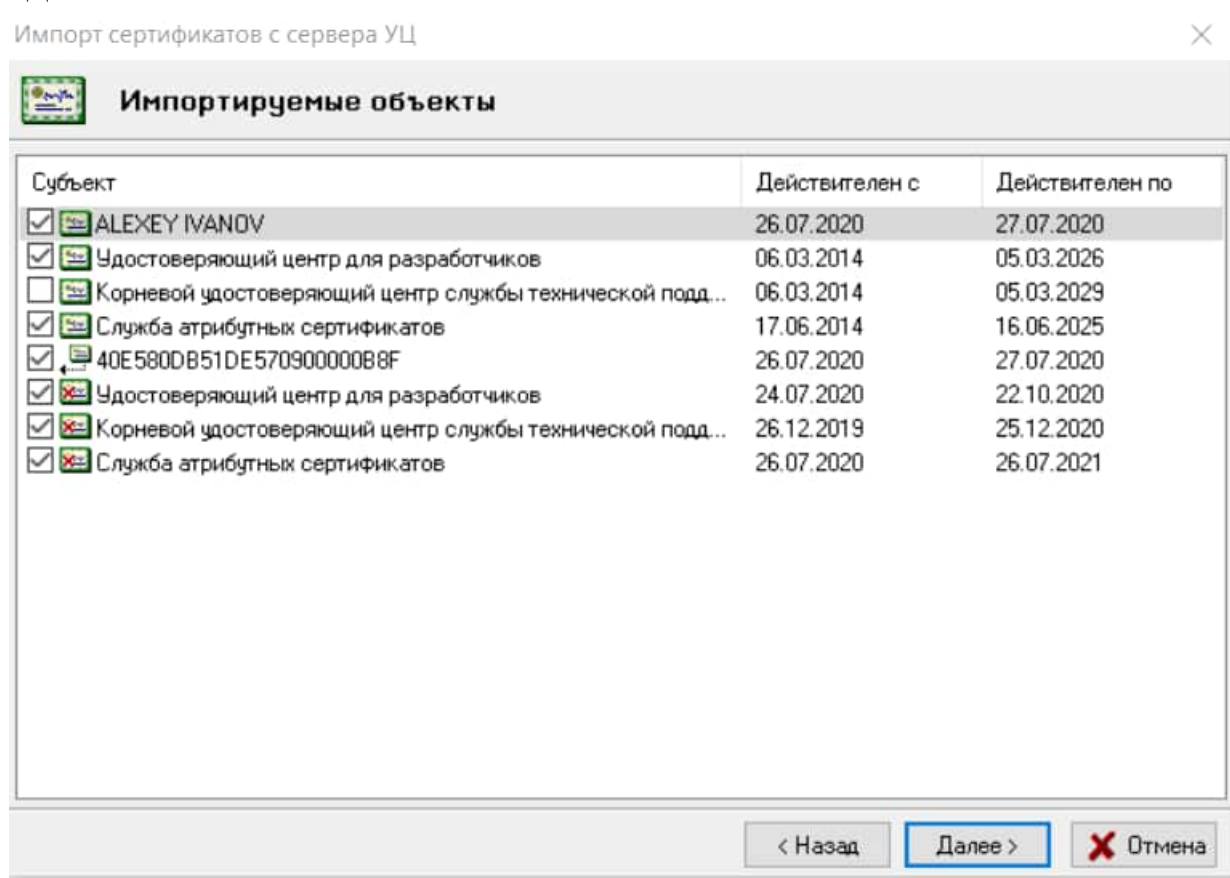 Импорт сертификатов с сервера УЦ
Импортируемые объекты
Субъект Действителен с Действителен по
ALEXEY IVANOV 26.07.2020 27.07.2020
Удостоверяющий центр для разработчиков 06.03.2014 05.03.2026
Корневой удостоверяющий центр службы технической подд... 06.03.2014 05.03.2029
Служба атрибутных сертификатов 17.06.2014 16.06.2025
40E580DB51DE570900000B8F 26.07.2020 27.07.2020
Удостоверяющий центр для разработчиков 24.07.2020 22.10.2020
Корневой удостоверяющий центр службы технической подд... 26.12.2019 25.12.2020
Служба атрибутных сертификатов 26.07.2020 26.07.2021
< Назад Далее > Отмена